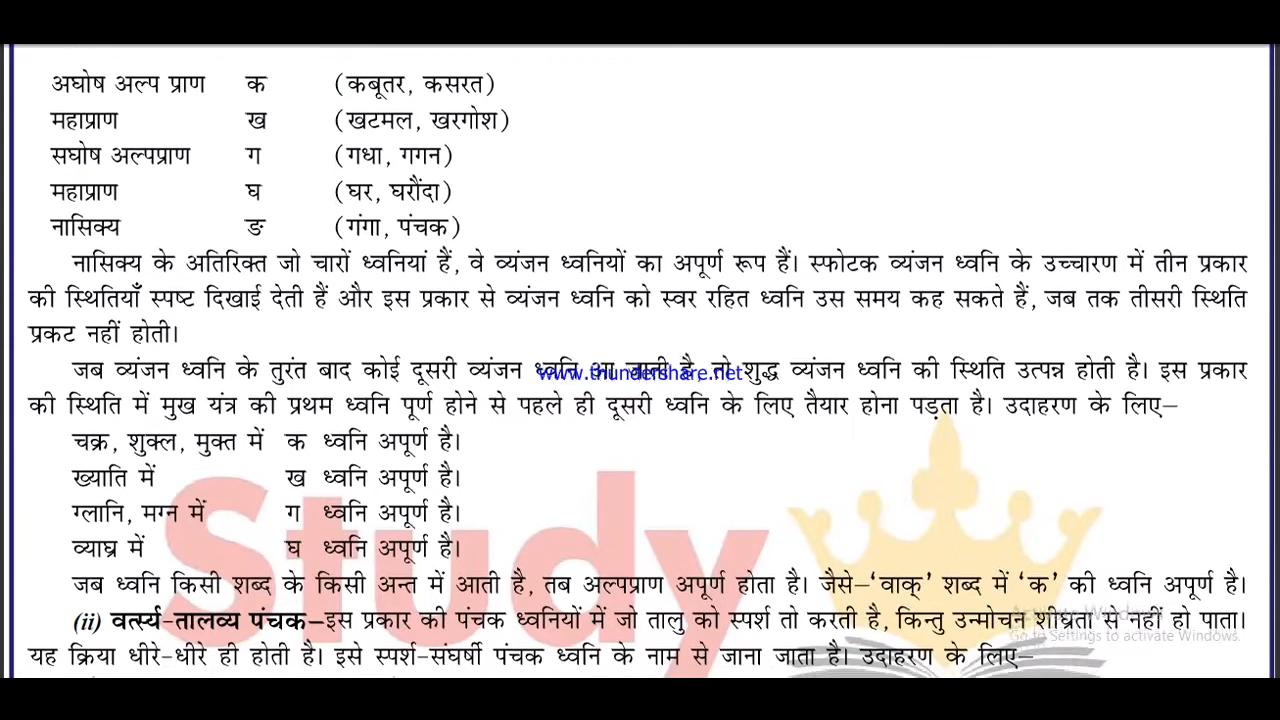 अघोष अल्प प्राण क (कबूतर, कसरत)
महाप्राण ख (खटमल, खरगोश)
सघोष अल्पप्राण ग (गधा, गगन)
महाप्राण घ (घर, घरौंदा)
नासिक्य ङ (गंगा, पंचक)
नासिक्य के अतिरिक्त जो चारों ध्वनियां हैं, वे व्यंजन ध्वनियों का अपूर्ण रूप हैं। स्फोटक व्यंजन ध्वनि के उच्चारण में तीन प्रकार
की स्थितियाँ स्पष्ट दिखाई देती हैं और इस प्रकार से व्यंजन ध्वनि को स्वर रहित ध्वनि उस समय कह सकते हैं, जब तक तीसरी स्थिति
प्रकट नहीं होती।
जब व्यंजन ध्वनि के तुरंत बाद कोई दूसरी व्यंजन ध्वनि आ जाती है, तो शुद्ध व्यंजन ध्वनि की स्थिति उत्पन्न होती है। इस प्रकार
www.thundershare.net
की स्थिति में मुख यंत्र की प्रथम ध्वनि पूर्ण होने से पहले ही दूसरी ध्वनि के लिए तैयार होना पड़ता है। उदाहरण के लिए–
चक्र, शुक्ल, मुक्त में क ध्वनि अपूर्ण है।
ख्याति में ख ध्वनि अपूर्ण है।
ग्लानि, मग्न में ग ध्वनि अपूर्ण है।
व्याघ्र में घ ध्वनि अपूर्ण है।
Study
जब ध्वनि किसी शब्द के किसी अन्त में आती है, तब अल्पप्राण अपूर्ण होता है। जैसे–‘वाक्’ शब्द में ‘क’ की ध्वनि अपूर्ण है।
(ii) वर्त्स्य-तालव्य पंचक–इस प्रकार की पंचक ध्वनियों में जो तालु को स्पर्श तो करती है, किन्तु उन्मोचन शीघ्रता से नहीं हो पाता।
Activate Windows
Go to Settings to activate Windows.
यह क्रिया धीरे-धीरे ही होती है। इसे स्पर्श-संघर्षी पंचक ध्वनि के नाम से जाना जाता है। उदाहरण के लिए–